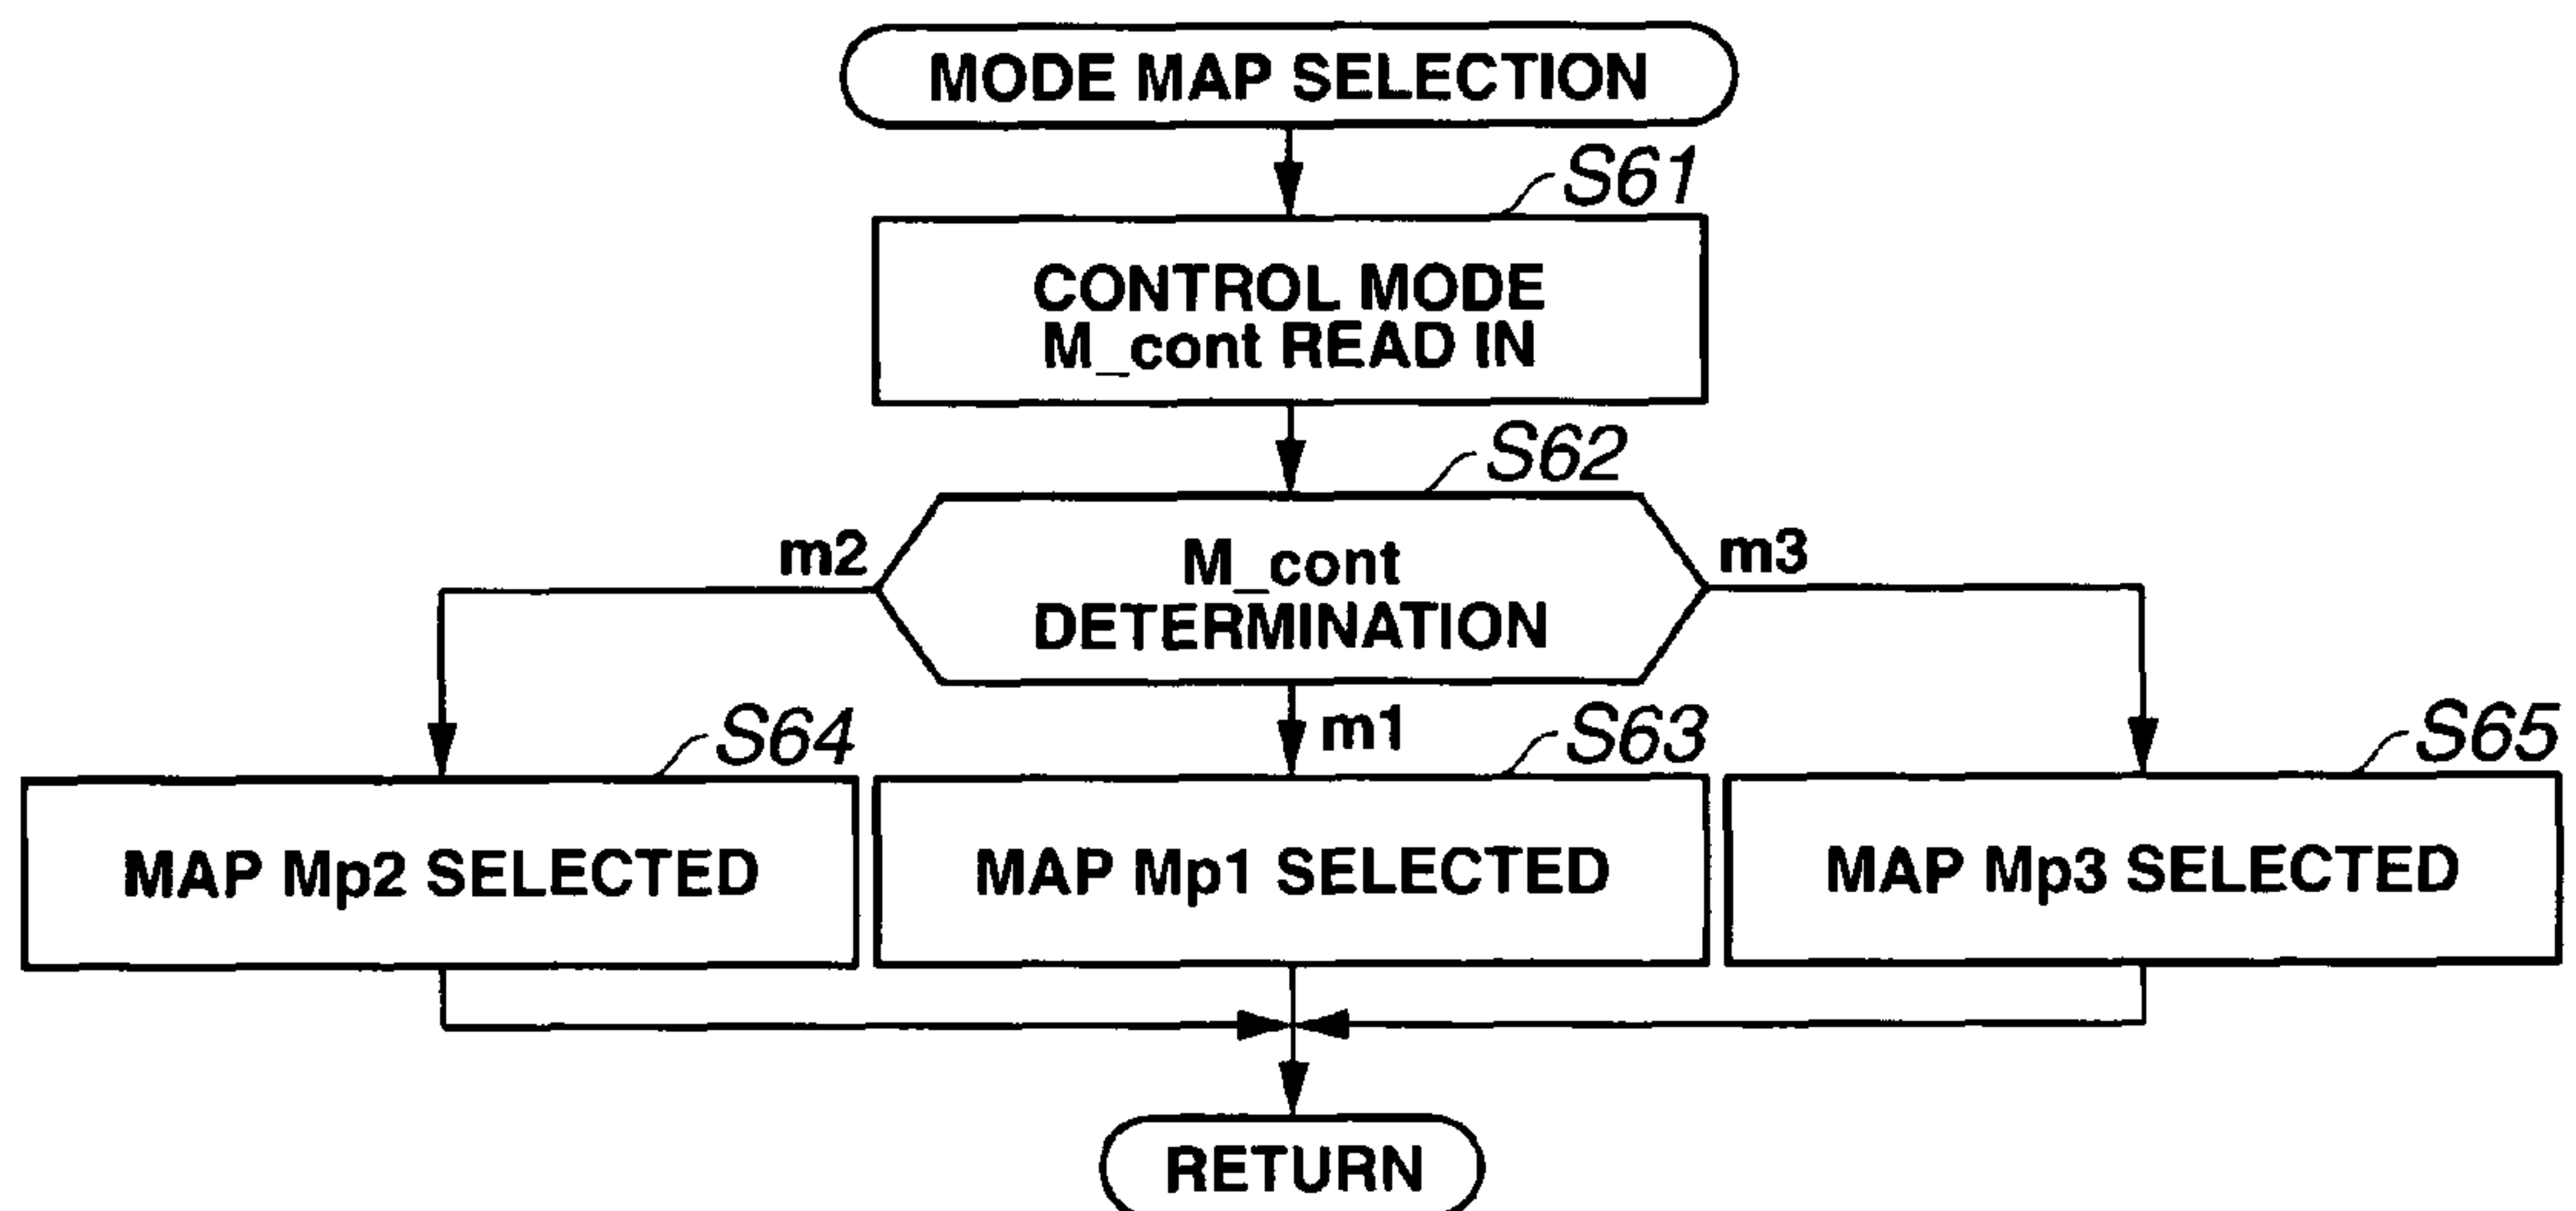 MODE MAP SELECTION
S61
CONTROL MODE
M_cont READ IN
S62
m2
M_cont
DETERMINATION
m3
m1
S64
S63
S65
MAP Mp2 SELECTED
MAP Mp1 SELECTED
MAP Mp3 SELECTED
RETURN